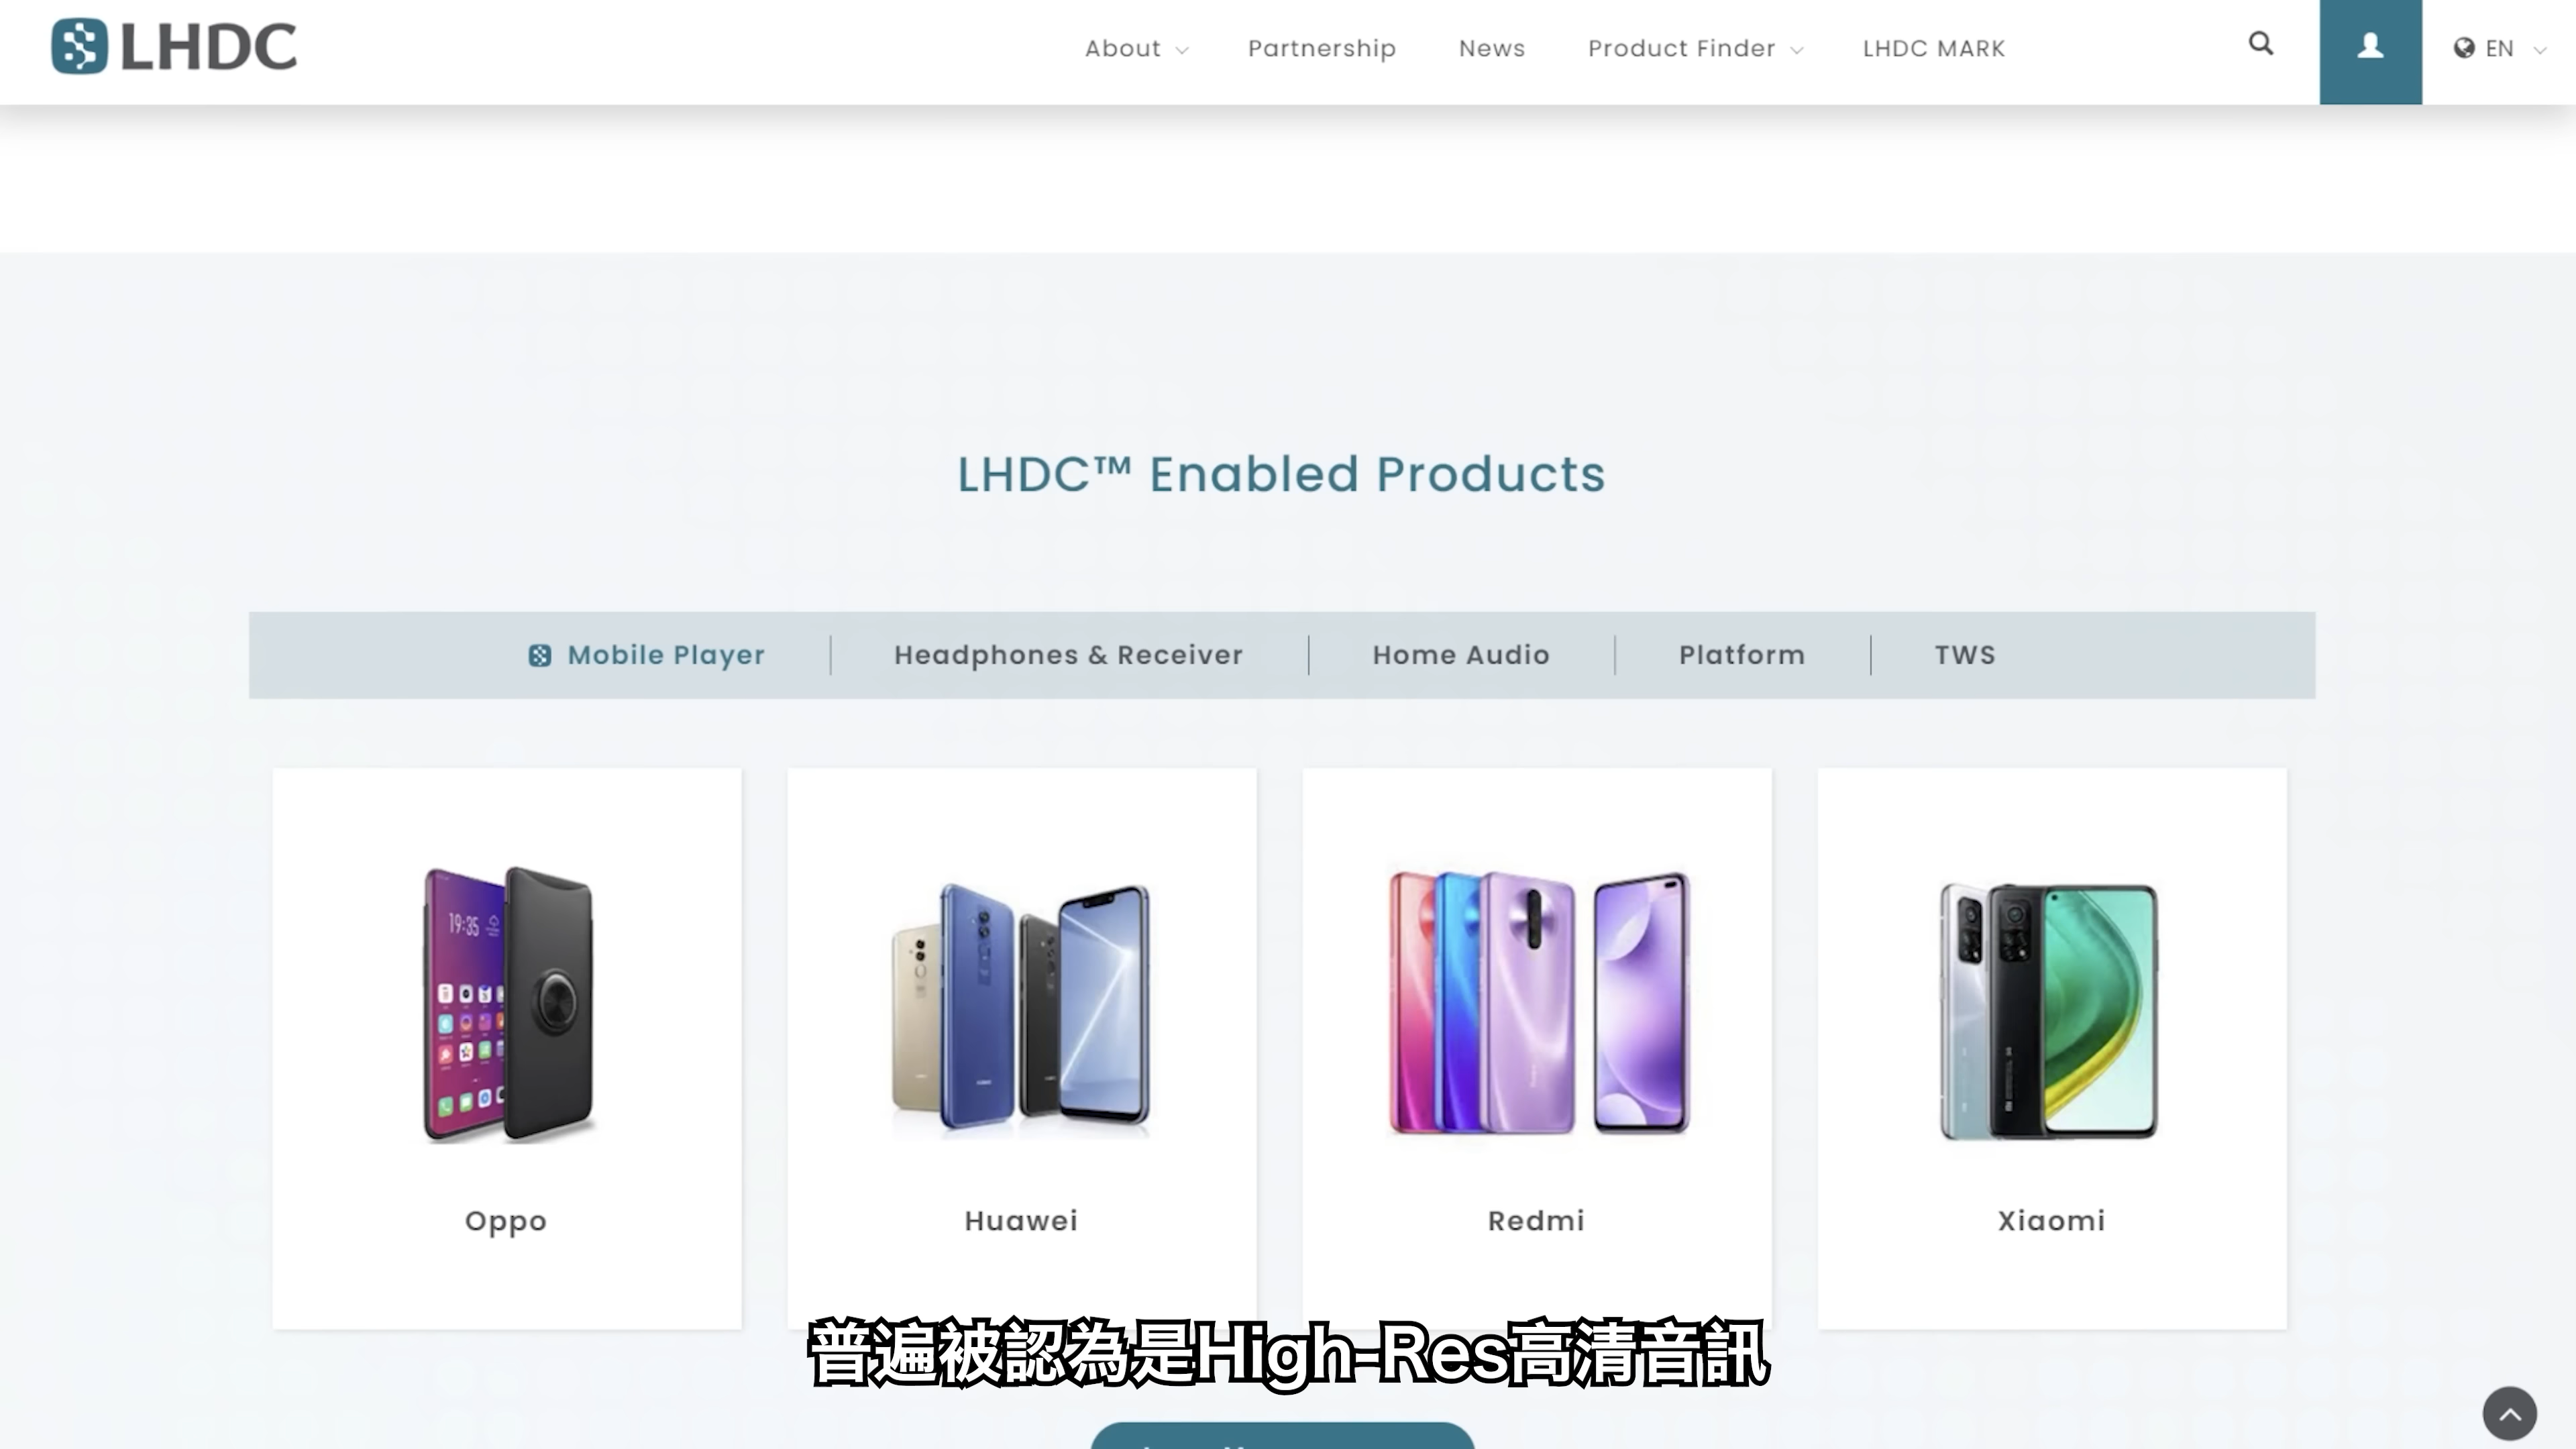 LHDC
About
Partnership
News
Product Finder
LHDC MARK
EN
LHDC™ Enabled Products
Mobile Player
Headphones & Receiver
Home Audio
Platform
TWS
19:35
Oppo
Huawei
Redmi
Xiaomi
普遍被認為是High-Res高清音訊